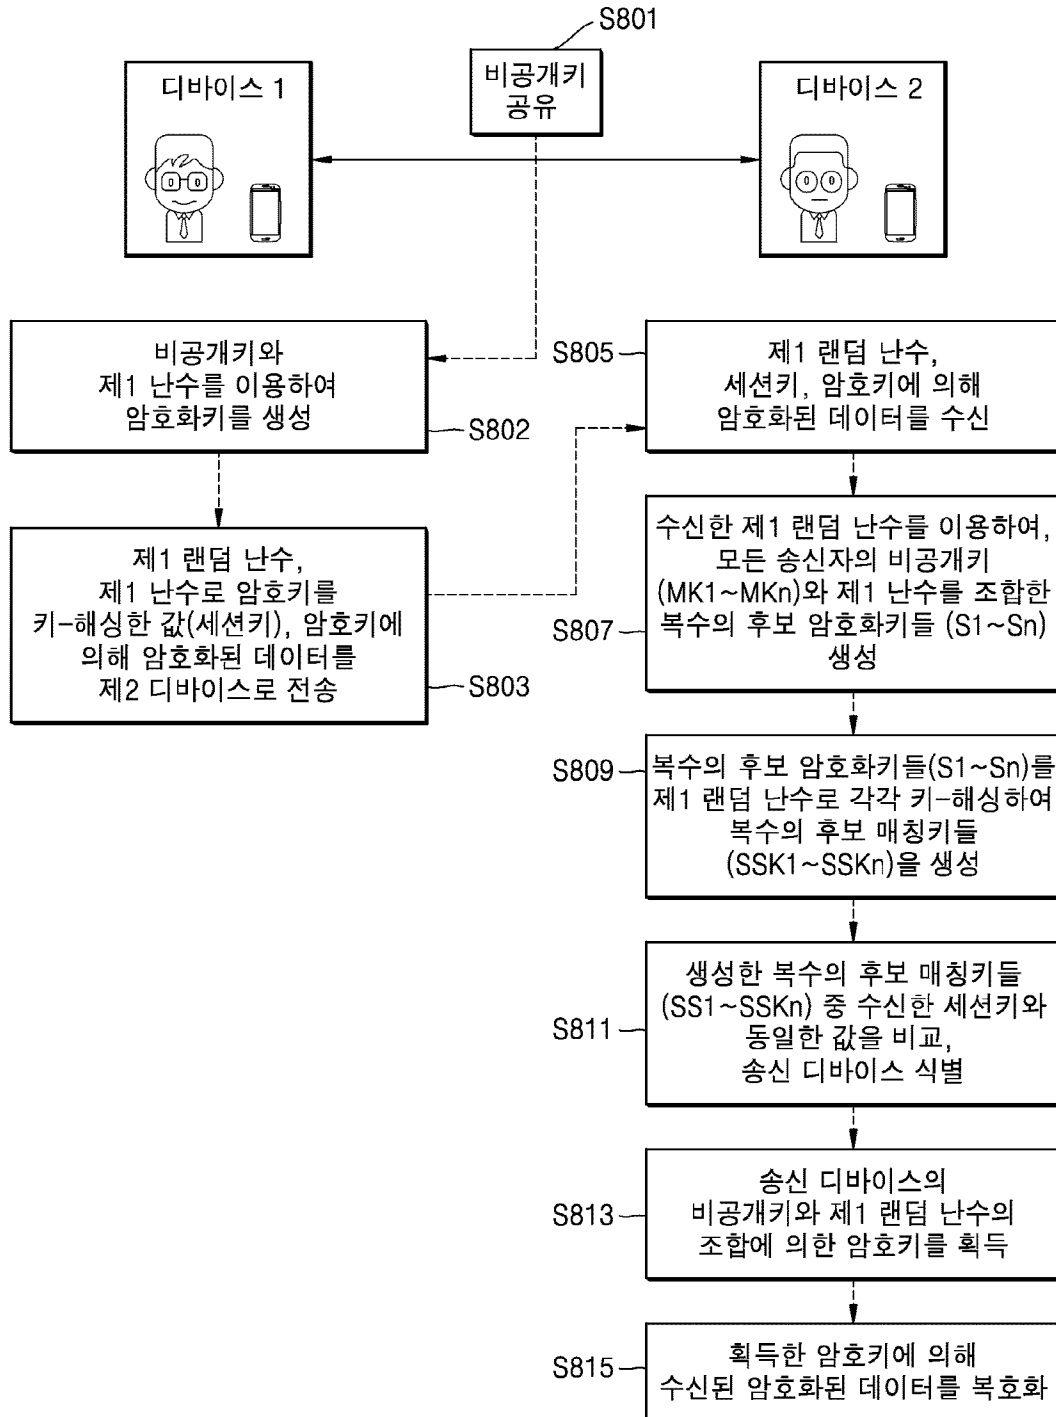 S801
비공개키
공유
디바이스 1
디바이스 2
비공개키와
제1 난수를 이용하여
암호화키를 생성
S802
제1 랜덤 난수,
제1 난수로 암호키를
키-해싱한 값(세션키), 암호키에
의해 암호화된 데이터를
제2 디바이스로 전송
S803
S805
제1 랜덤 난수,
세션키, 암호키에 의해
암호화된 데이터를 수신
S807
수신한 제1 랜덤 난수를 이용하여,
모든 송신자의 비공개키
(MK1~MKn)와 제1 난수를 조합한
복수의 후보 암호화키들 (S1~Sn)
생성
S809
복수의 후보 암호화키들(S1~Sn)를
제1 랜덤 난수로 각각 키-해싱하여
복수의 후보 매칭키들
(SSK1~SSKn)을 생성
S811
생성한 복수의 후보 매칭키들
(SS1~SSKn) 중 수신한 세션키와
동일한 값을 비교,
송신 디바이스 식별
S813
송신 디바이스의
비공개키와 제1 랜덤 난수의
조합에 의한 암호키를 획득
S815
획득한 암호키에 의해
수신된 암호화된 데이터를 복호화